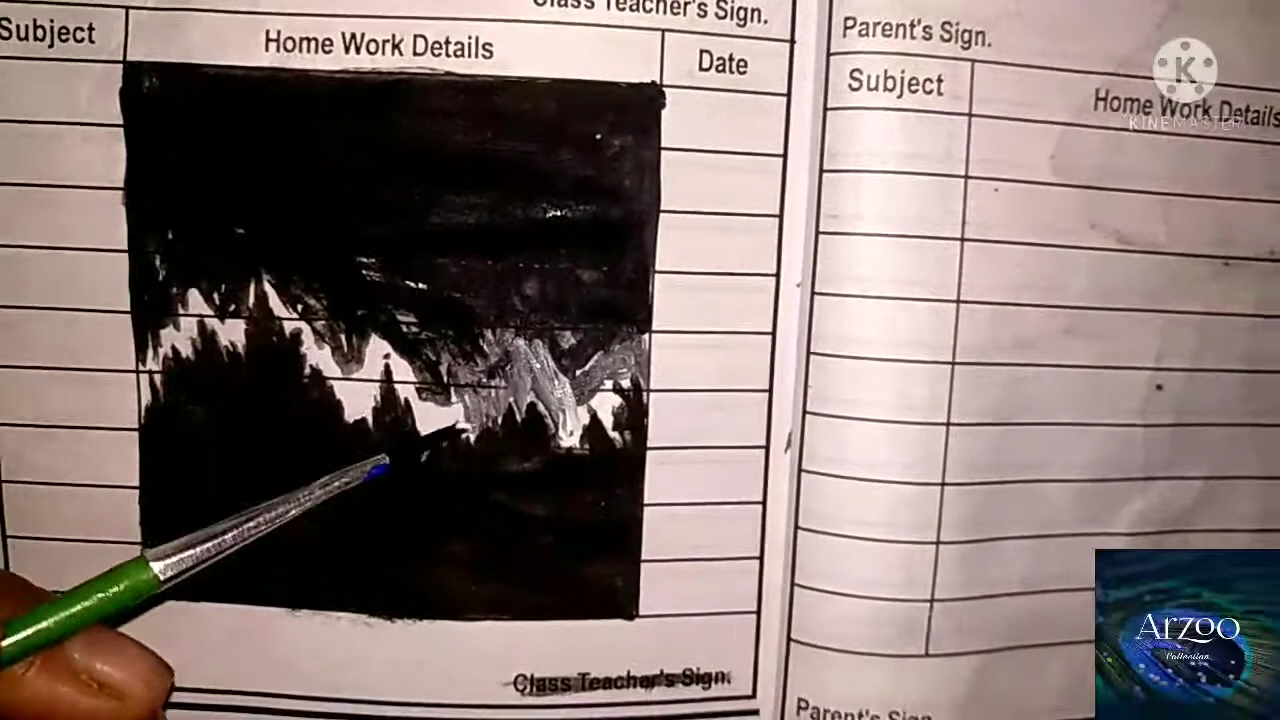 Class Teacher's Sign.
Subject
Home Work Details
Date
Class Teacher's Sign.
Parent's Sign.
Subject
Home Work Details
Parent's Sign
K
KINEMASTER
Arzoo
Collection